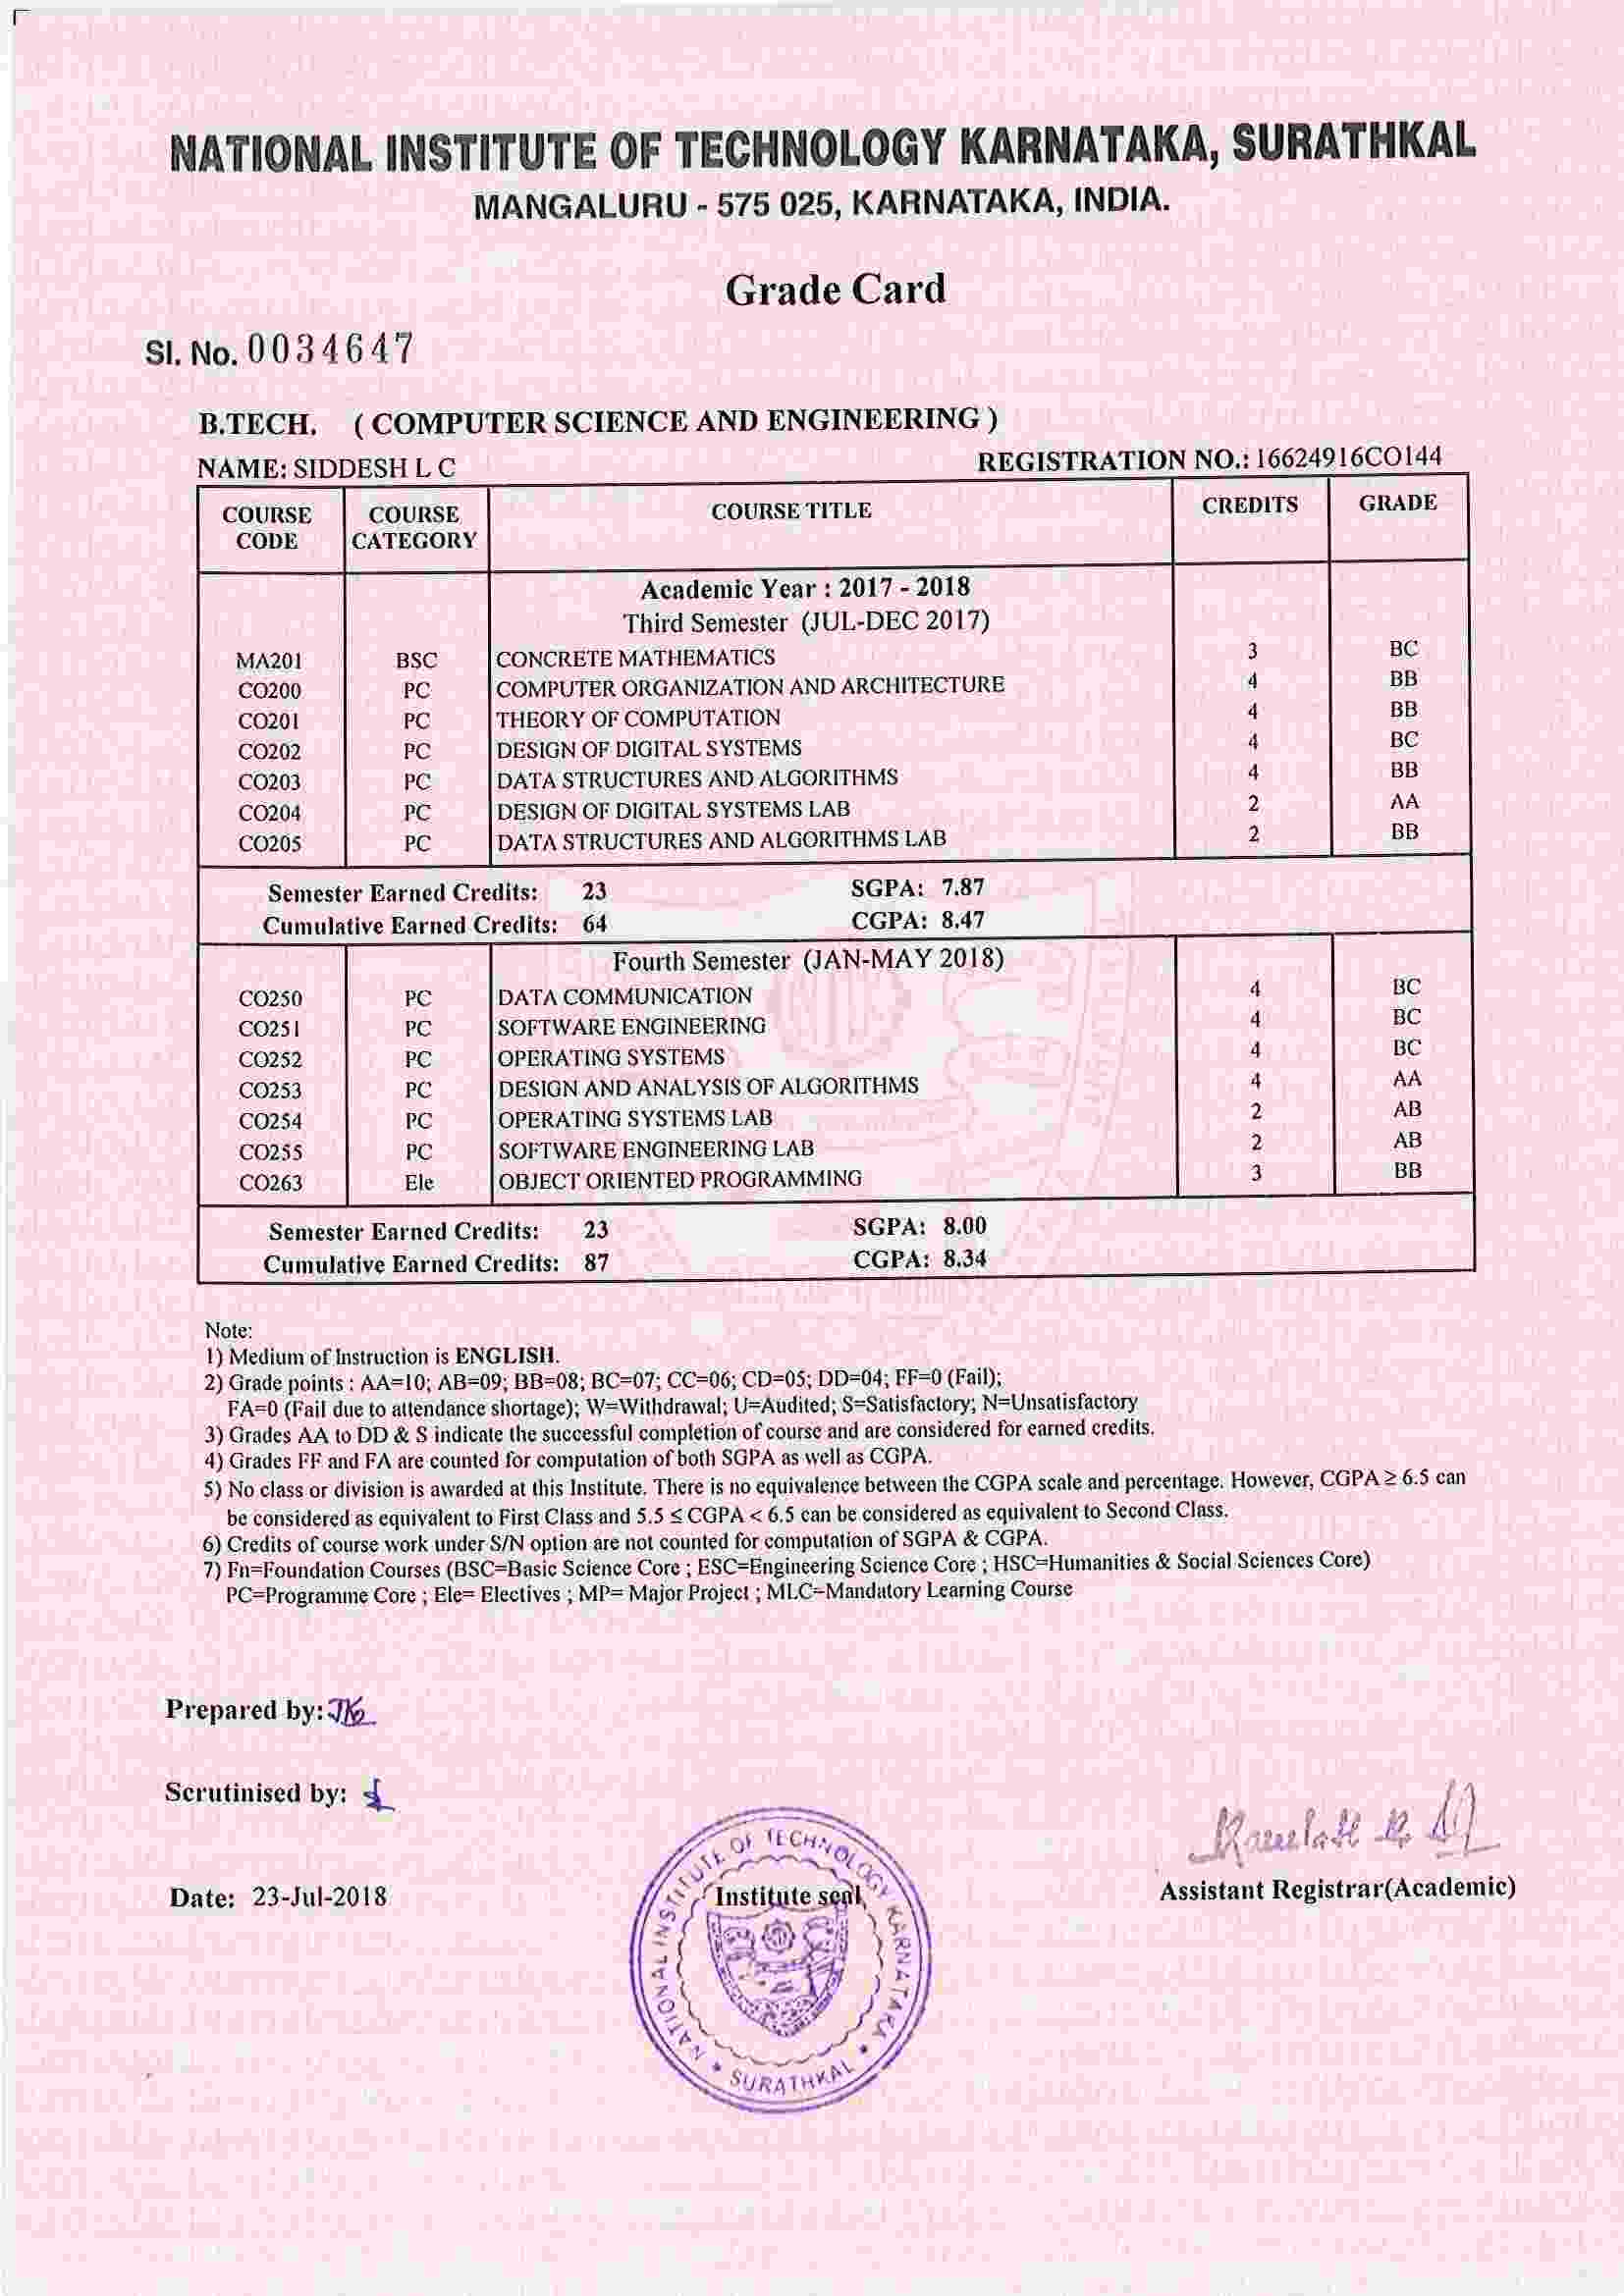 NATIONAL INSTITUTE OF TECHNOLOGY KARNATAKA, SURATHKAL
MANGALURU - 575 025, KARNATAKA, INDIA.
Grade Card
Sl. No. 0034647
B.TECH. ( COMPUTER SCIENCE AND ENGINEERING )
NAME: SIDDESH L C REGISTRATION NO.: 16624916CO144
COURSE CODE COURSE CATEGORY COURSE TITLE CREDITS GRADE
Academic Year : 2017 - 2018
Third Semester (JUL-DEC 2017)
MA201 BSC CONCRETE MATHEMATICS 3 BC
CO200 PC COMPUTER ORGANIZATION AND ARCHITECTURE 4 BB
CO201 PC THEORY OF COMPUTATION 4 BB
CO202 PC DESIGN OF DIGITAL SYSTEMS 4 BC
CO203 PC DATA STRUCTURES AND ALGORITHMS 4 BB
CO204 PC DESIGN OF DIGITAL SYSTEMS LAB 2 AA
CO205 PC DATA STRUCTURES AND ALGORITHMS LAB 2 BB
Semester Earned Credits: 23 SGPA: 7.87
Cumulative Earned Credits: 64 CGPA: 8.47
Fourth Semester (JAN-MAY 2018)
CO250 PC DATA COMMUNICATION 4 BC
CO251 PC SOFTWARE ENGINEERING 4 BC
CO252 PC OPERATING SYSTEMS 4 BC
CO253 PC DESIGN AND ANALYSIS OF ALGORITHMS 4 AA
CO254 PC OPERATING SYSTEMS LAB 2 AB
CO255 PC SOFTWARE ENGINEERING LAB 2 AB
CO263 Ele OBJECT ORIENTED PROGRAMMING 3 BB
Semester Earned Credits: 23 SGPA: 8.00
Cumulative Earned Credits: 87 CGPA: 8.34
Note:
1) Medium of Instruction is ENGLISH.
2) Grade points : AA=10; AB=09; BB=08; BC=07; CC=06; CD=05; DD=04; FF=0 (Fail);
FA=0 (Fail due to attendance shortage); W=Withdrawal; U=Audited; S=Satisfactory; N=Unsatisfactory
3) Grades AA to DD & S indicate the successful completion of course and are considered for earned credits.
4) Grades FF and FA are counted for computation of both SGPA as well as CGPA.
5) No class or division is awarded at this Institute. There is no equivalence between the CGPA scale and percentage. However, CGPA ≥ 6.5 can
be considered as equivalent to First Class and 5.5 ≤ CGPA < 6.5 can be considered as equivalent to Second Class.
6) Credits of course work under S/N option are not counted for computation of SGPA & CGPA.
7) Fn=Foundation Courses (BSC=Basic Science Core ; ESC=Engineering Science Core ; HSC=Humanities & Social Sciences Core)
PC=Programme Core ; Ele= Electives ; MP= Major Project ; MLC=Mandatory Learning Course
Prepared by:
Scrutinised by:
Date: 23-Jul-2018
Institute seal
NATIONAL INSTITUTE OF TECHNOLOGY KARNATAKA
* SURATHKAL *
Assistant Registrar(Academic)